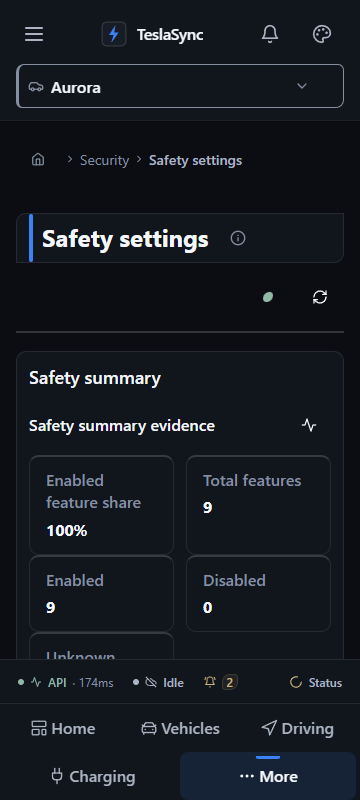 TeslaSync
Aurora
Security
Safety settings
Safety settings
Safety summary
Safety summary evidence
Enabled
feature share
100%
Total features
9
Enabled
9
Disabled
0
Unknown
API · 174ms
Idle
2
Status
Home
Vehicles
Driving
Charging
More